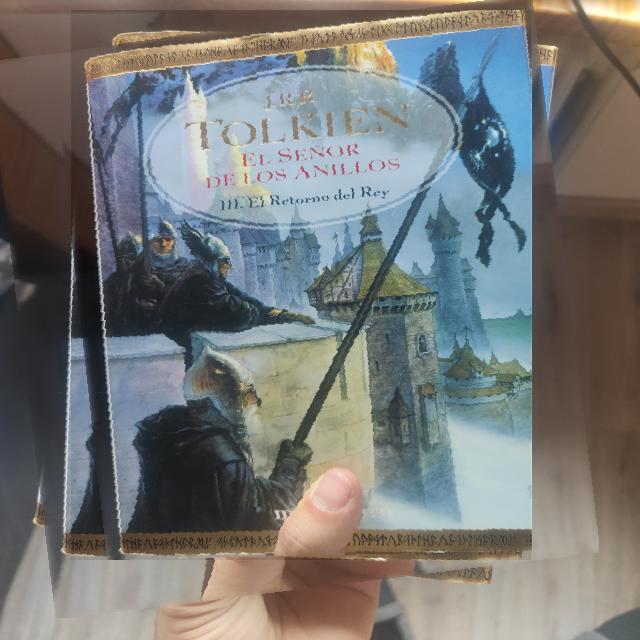 J.R.R.
TOLKIEN
EL SEÑOR
DE LOS ANILLOS
III. El Retorno del Rey